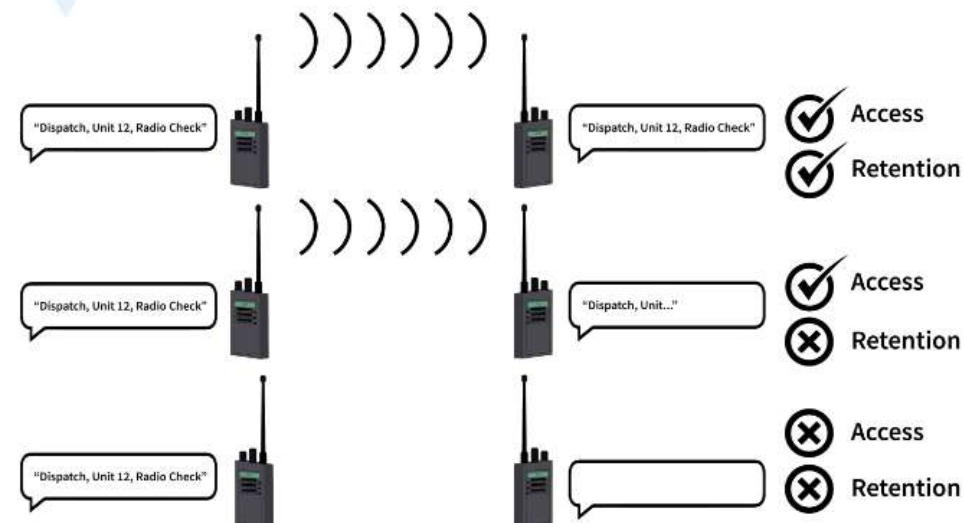 “Dispatch, Unit 12, Radio Check”
“Dispatch, Unit 12, Radio Check”
Access
Retention
“Dispatch, Unit 12, Radio Check”
“Dispatch, Unit...”
Access
Retention
“Dispatch, Unit 12, Radio Check”
Access
Retention